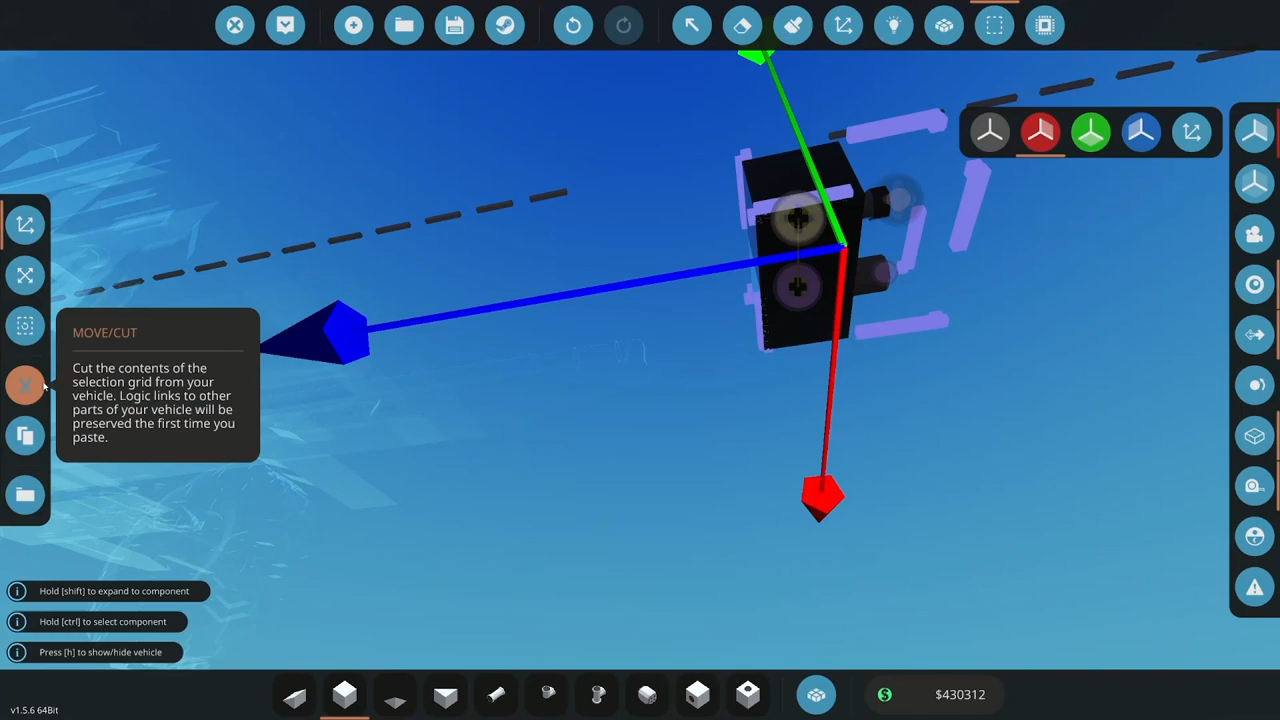 MOVE/CUT
Cut the contents of the
selection grid from your
vehicle. Logic links to other
parts of your vehicle will be
preserved the first time you
paste.
Hold [shift] to expand to component
Hold [ctrl] to select component
Press [h] to show/hide vehicle
$430312
v1.5.6 64Bit